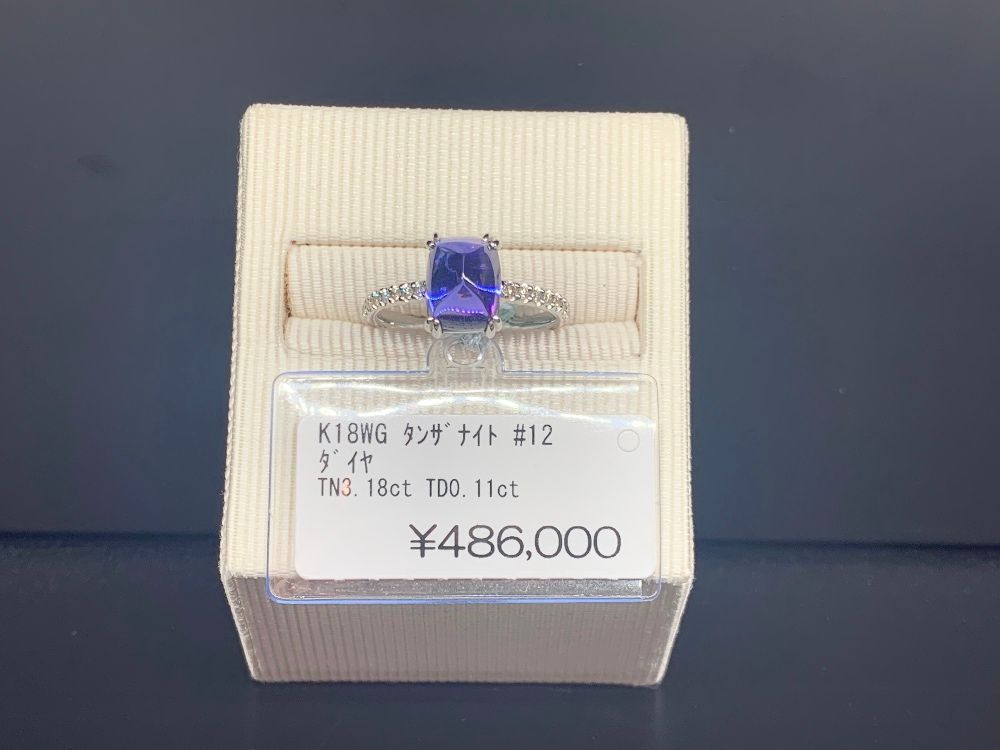 K18WG ﾀﾝｻﾞﾅｲﾄ #12
ﾀﾞｲﾔ
TN3.18ct TD0.11ct
¥486,000